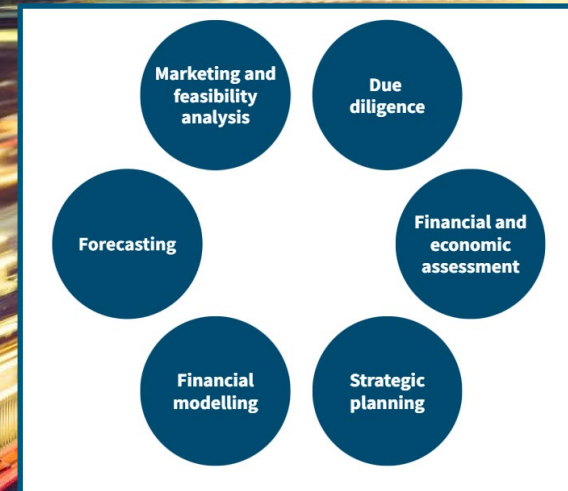 Marketing and
feasibility
analysis
Due
diligence
Forecasting
Financial and
economic
assessment
Financial
modelling
Strategic
planning